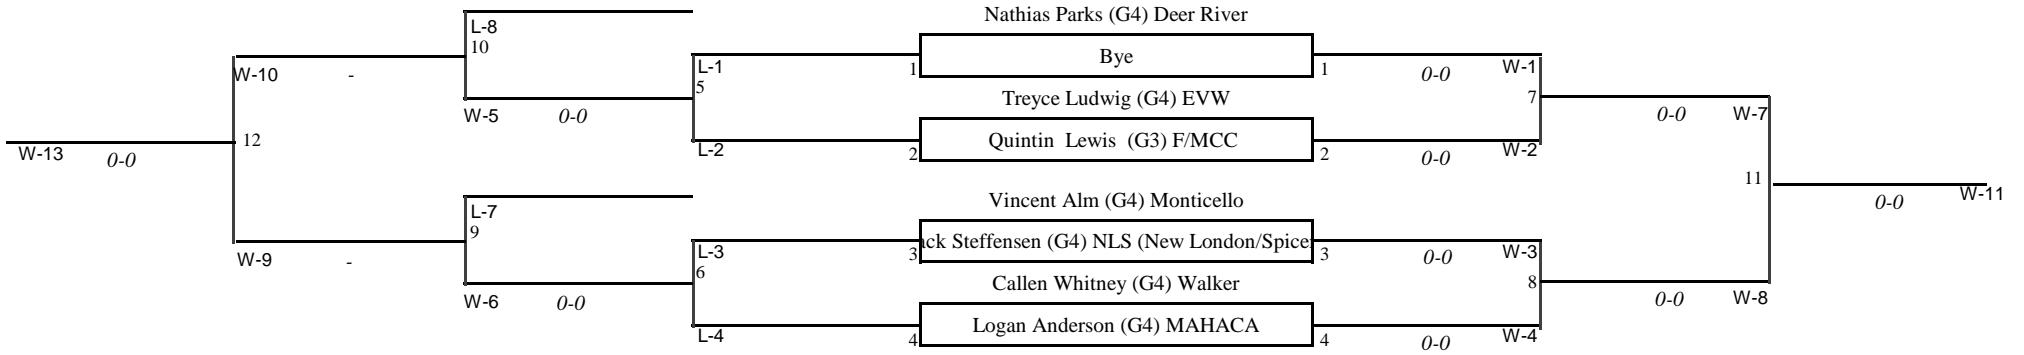 Nathias Parks (G4) Deer River
L-8
10
Bye
L-1
1
1
0-0
W-1
W-10
-
5
7
Treyce Ludwig (G4) EVW
W-5
0-0
0-0
W-7
12
Quintin Lewis (G3) F/MCC
W-13
0-0
L-2
2
2
0-0
W-2
11
Vincent Alm (G4) Monticello
0-0
W-11
L-7
9
ck Steffensen (G4) NLS (New London/Spice
L-3
3
3
0-0
W-3
W-9
-
6
8
Callen Whitney (G4) Walker
W-6
0-0
0-0
W-8
Logan Anderson (G4) MAHACA
L-4
4
4
0-0
W-4